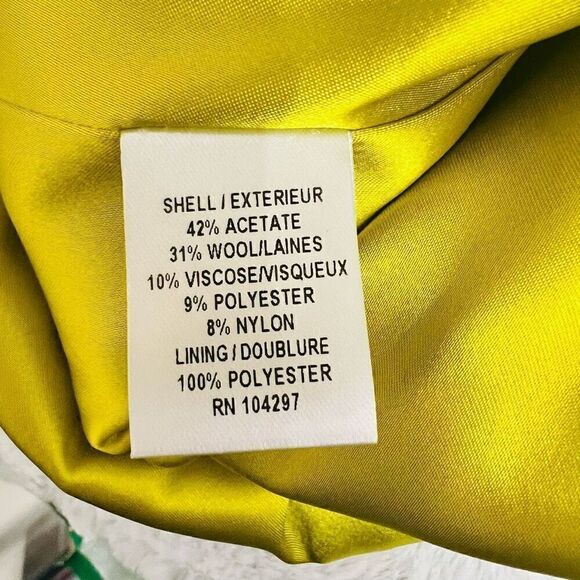 SHELL / EXTERIEUR
42% ACETATE
31% WOOL/LAINES
10% VISCOSE/VISQUEUX
9% POLYESTER
8% NYLON
LINING / DOUBLURE
100% POLYESTER
RN 104297